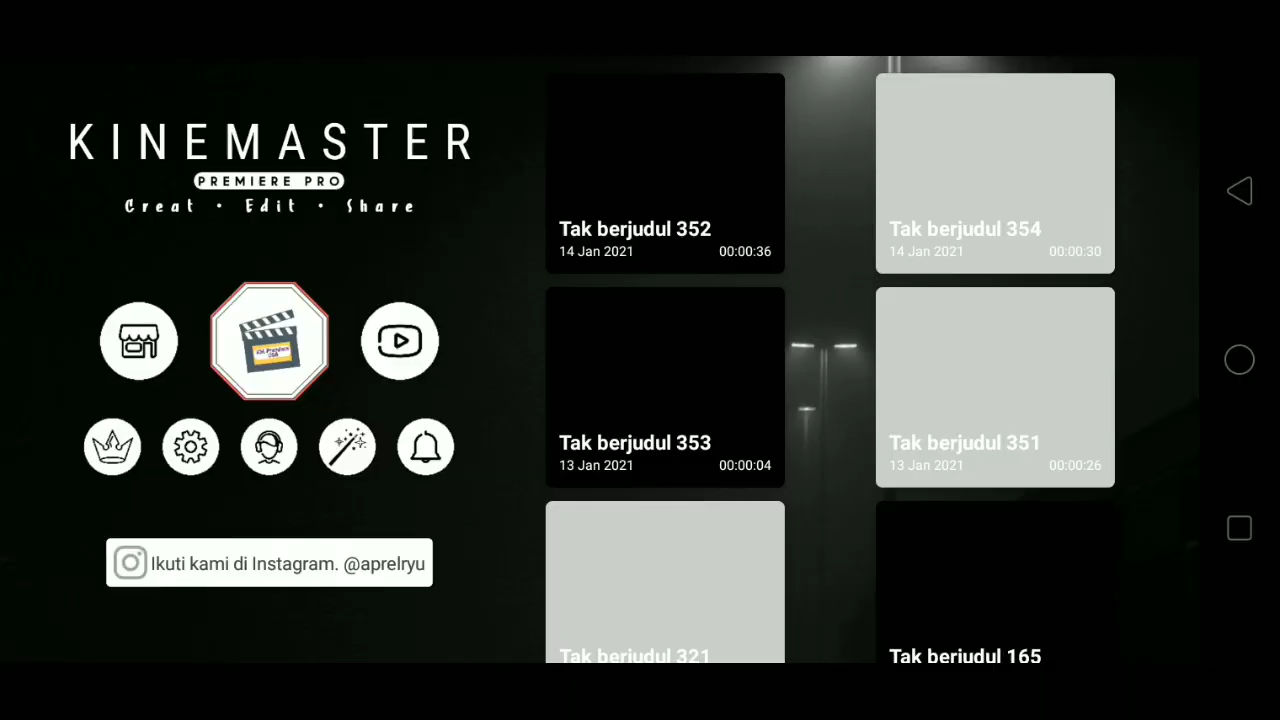 KINEMASTER
PREMIERE PRO
Creat • Edit • Share
Ikuti kami di Instagram. @aprelryu
Tak berjudul 352
14 Jan 2021 00:00:36
Tak berjudul 354
14 Jan 2021 00:00:30
Tak berjudul 353
13 Jan 2021 00:00:04
Tak berjudul 351
13 Jan 2021 00:00:26
Tak berjudul 321
Tak berjudul 165